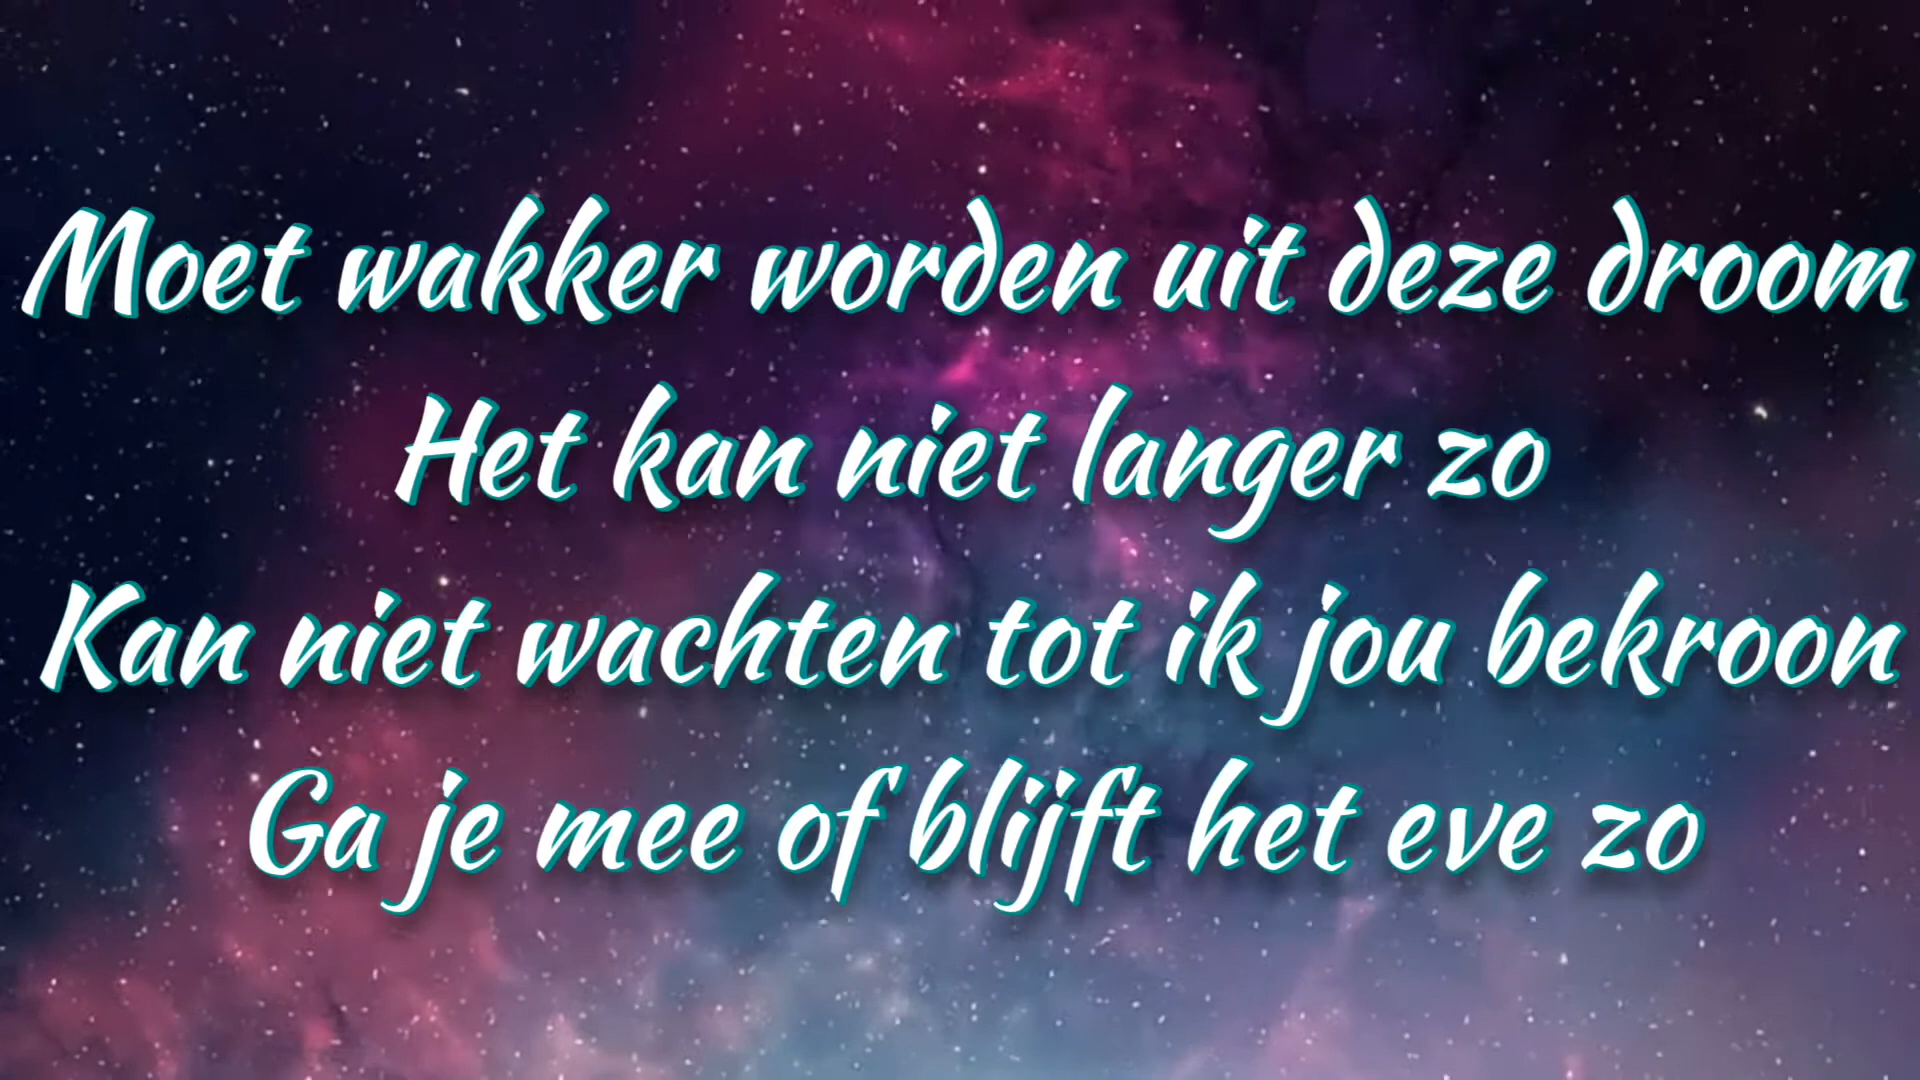 Moet wakker worden uit deze droom
Het kan niet langer zo
Kan niet wachten tot ik jou bekroon
Ga je mee of blijft het eve zo